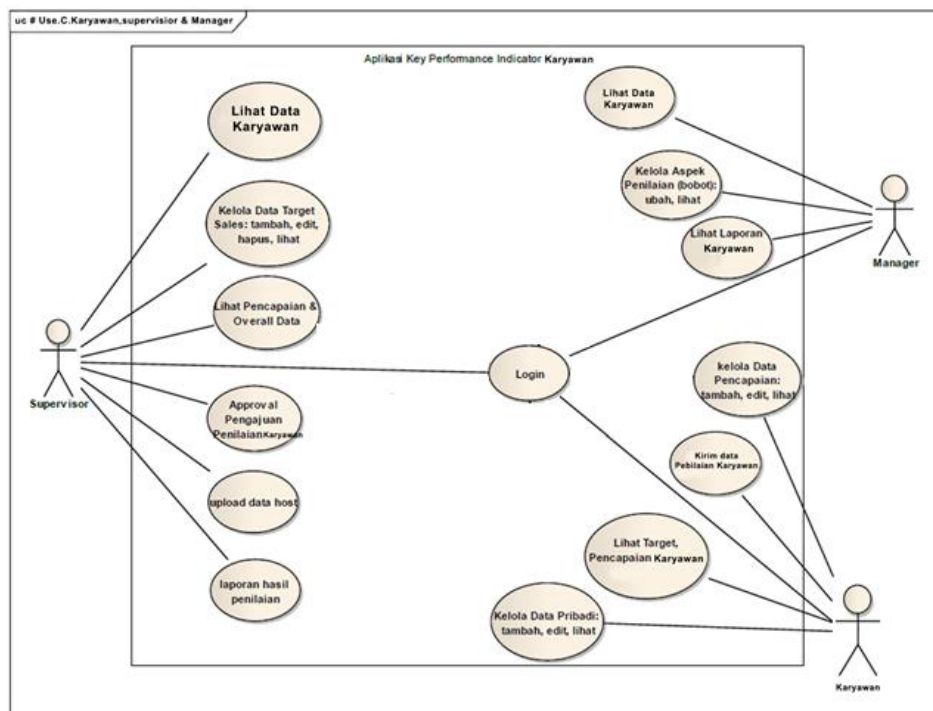 uc # Use.C.Karyawan,supervisior & Manager
Aplikasi Key Performance Indicator Karyawan
Lihat Data
Karyawan
Kelola Data Target
Sales: tambah, edit,
hapus, lihat
Lihat Pencapaian &
Overall Data
Supervisor
Approval
Pengajuan
Penilaian Karyawan
upload data host
laporan hasil
penilaian
Login
Lihat Data
Karyawan
Kelola Aspek
Penilaian (bobot):
ubah, lihat
Lihat Laporan
Karyawan
Manager
kelola Data
Pencapaian:
tambah, edit, lihat
Kirim data
Pebilaian Karyawan
Lihat Target,
Pencapaian Karyawan
Kelola Data Pribadi:
tambah, edit, lihat
Karyawan